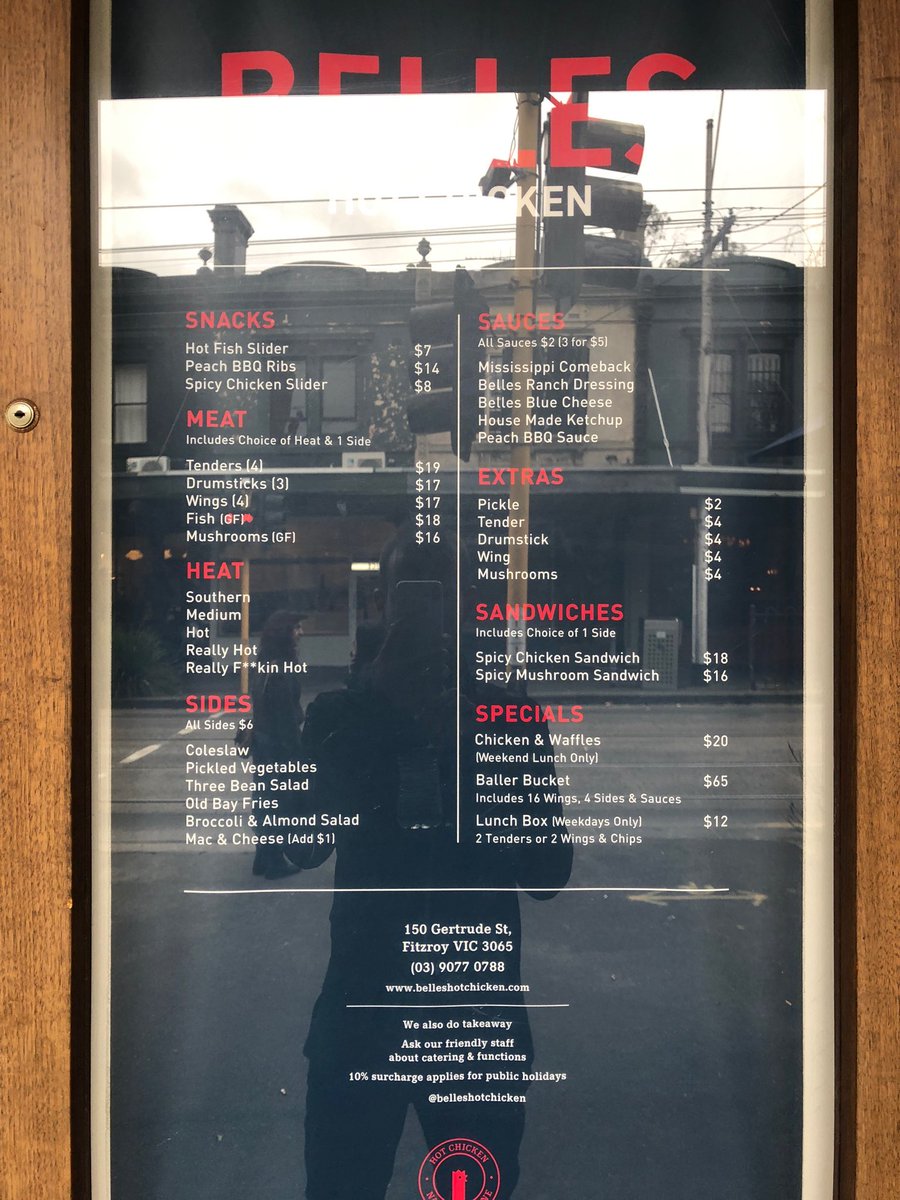 BELLES.
HOT CHICKEN
SNACKS
Hot Fish Slider $7
Peach BBQ Ribs $14
Spicy Chicken Slider $8
MEAT
Includes Choice of Heat & 1 Side
Tenders (4) $19
Drumsticks (3) $17
Wings (4) $17
Fish (GF) $18
Mushrooms (GF) $16
HEAT
Southern
Medium
Hot
Really Hot
Really F**kin Hot
SIDES
All Sides $6
Coleslaw
Pickled Vegetables
Three Bean Salad
Old Bay Fries
Broccoli & Almond Salad
Mac & Cheese (Add $1)
SAUCES
All Sauces $2 (3 for $5)
Mississippi Comeback
Belles Ranch Dressing
Belles Blue Cheese
House Made Ketchup
Peach BBQ Sauce
EXTRAS
Pickle $2
Tender $4
Drumstick $4
Wing $4
Mushrooms $4
SANDWICHES
Includes Choice of 1 Side
Spicy Chicken Sandwich $18
Spicy Mushroom Sandwich $16
SPECIALS
Chicken & Waffles $20
(Weekend Lunch Only)
Baller Bucket $65
Includes 16 Wings, 4 Sides & Sauces
Lunch Box (Weekdays Only) $12
2 Tenders or 2 Wings & Chips
150 Gertrude St,
Fitzroy VIC 3065
(03) 9077 0788
www.belleshotchicken.com
We also do takeaway
Ask our friendly staff
about catering & functions
10% surcharge applies for public holidays
@belleshotchicken
HOT CHICKEN